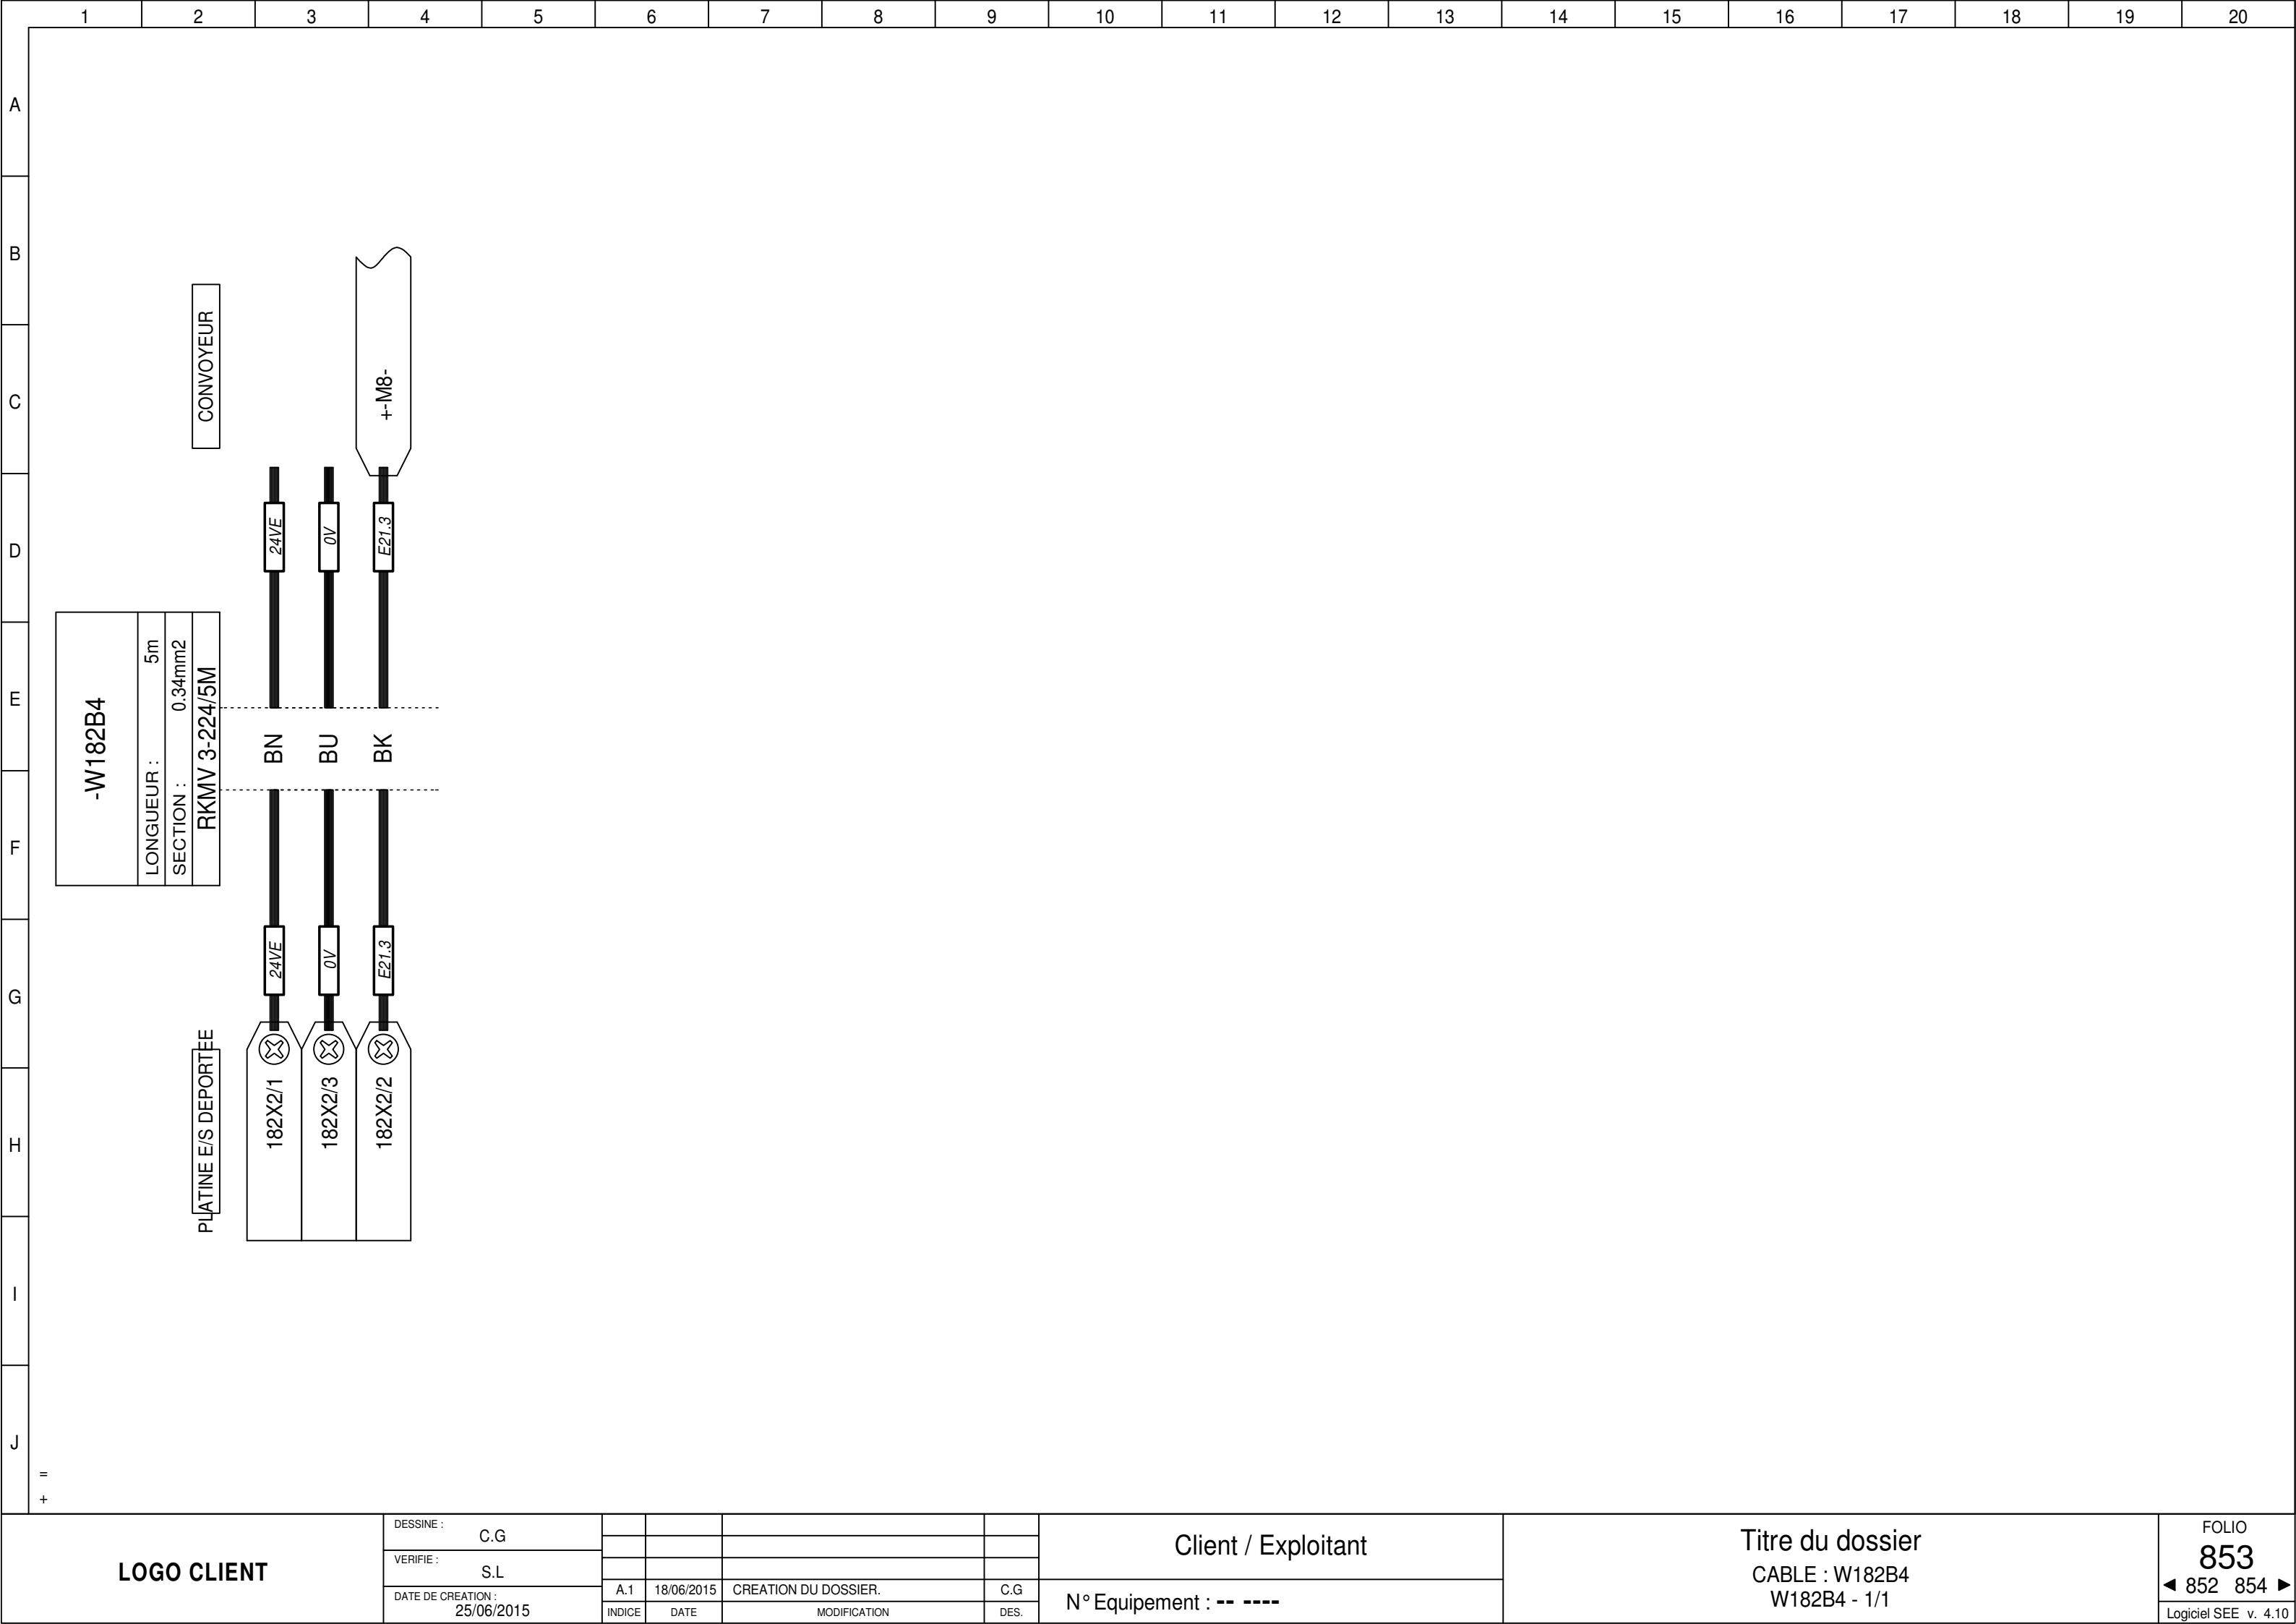 1 2 3 4 5 6 7 8 9 10 11 12 13 14 15 16 17 18 19 20
A
B
C
D
E
F
G
H
I
J
-W182B4
LONGUEUR : 5m
SECTION : 0.34mm2
RKMV 3-224/5M
CONVOYEUR
+-M8-
24VE 0V E21.3
BN BU BK
24VE 0V E21.3
PLATINE E/S DEPORTEE
182X2/1 182X2/3 182X2/2
=
+
LOGO CLIENT
DESSINE :
C.G
VERIFIE :
S.L
DATE DE CREATION :
25/06/2015
A.1 18/06/2015 CREATION DU DOSSIER. C.G
INDICE DATE MODIFICATION DES.
Client / Exploitant
N° Equipement : -- ----
Titre du dossier
CABLE : W182B4
W182B4 - 1/1
FOLIO
853
◄ 852 854 ►
Logiciel SEE v. 4.10